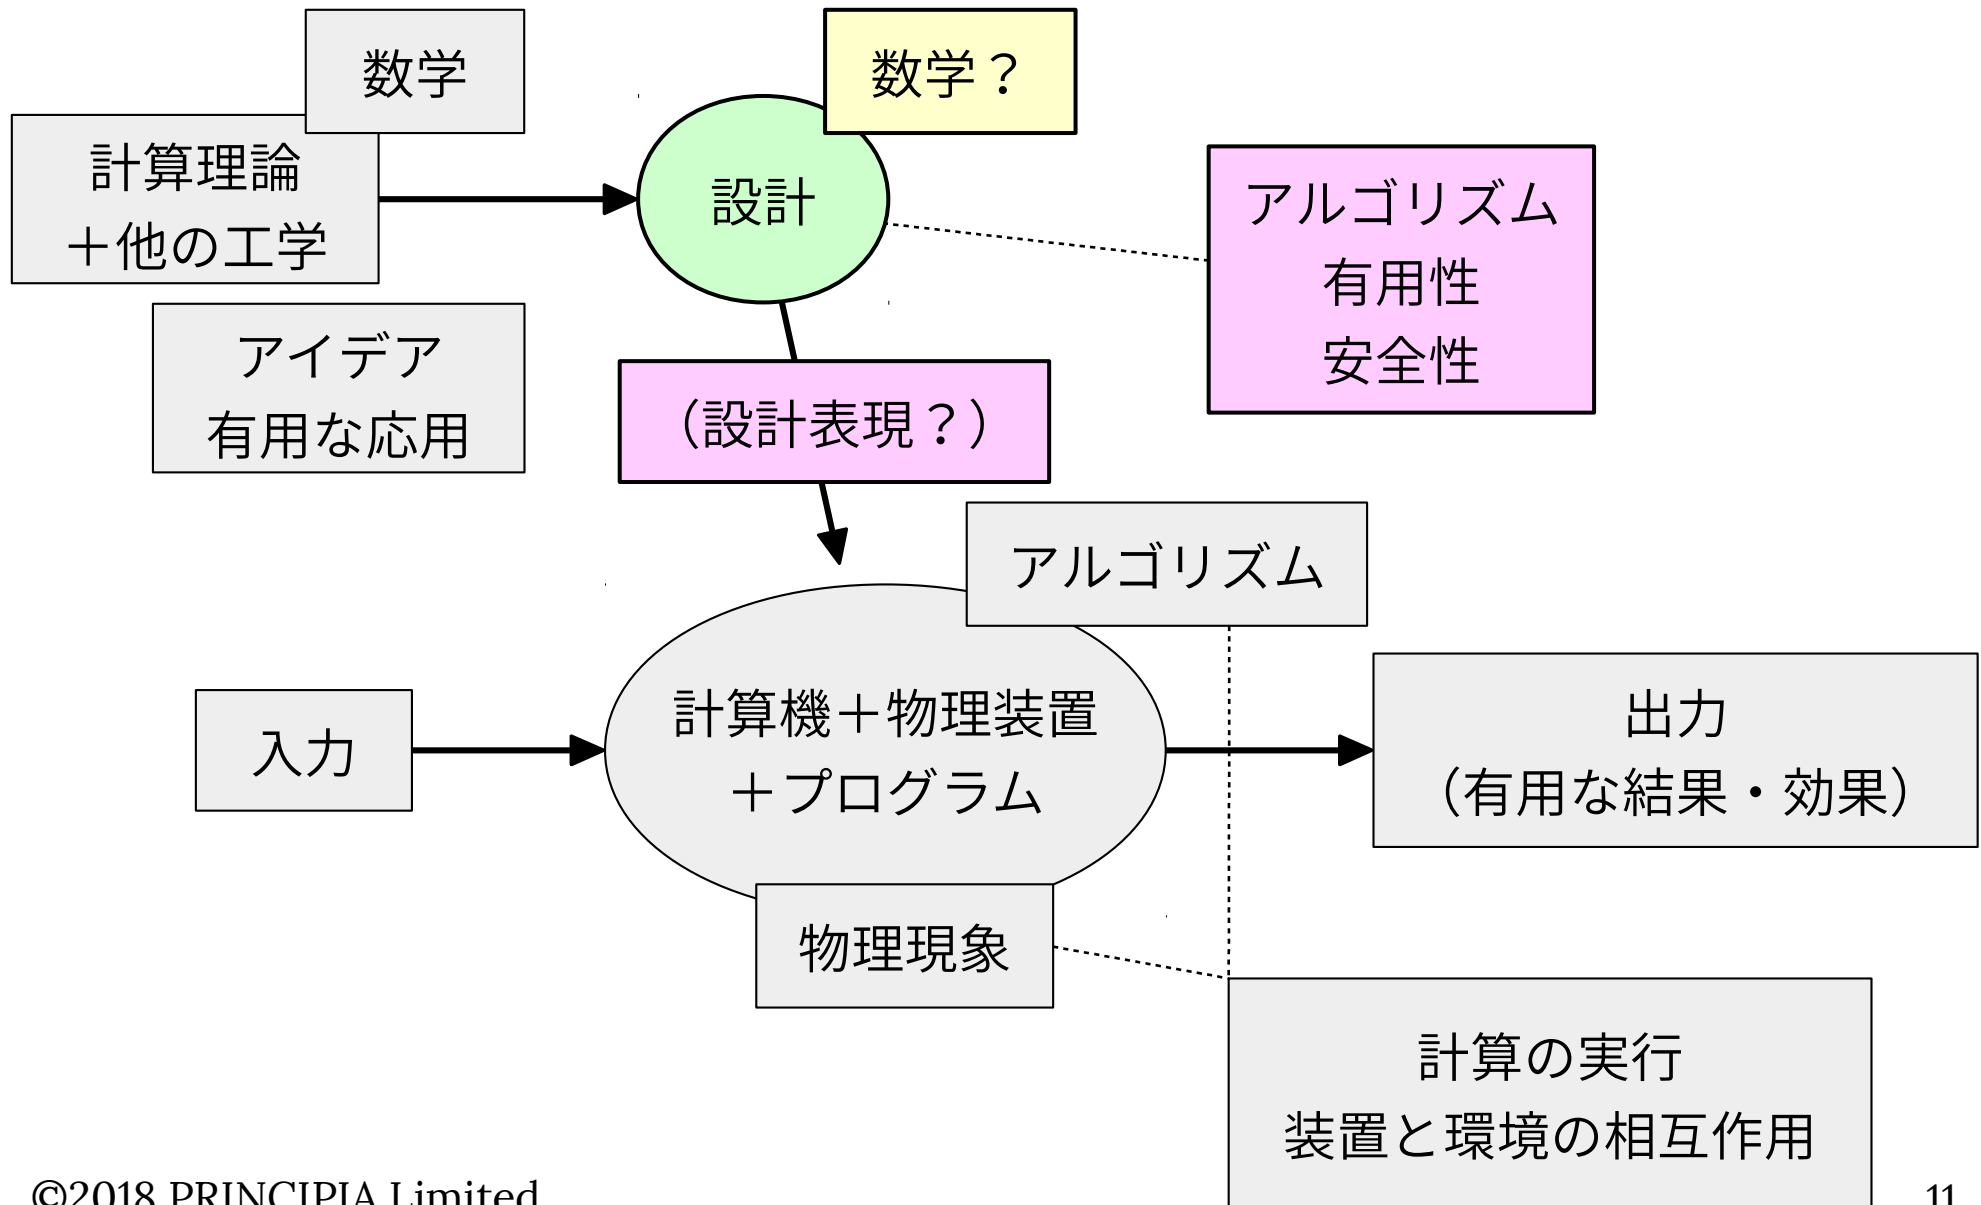 数学
数学？
計算理論
＋他の工学
設計
アルゴリズム
有用性
安全性
アイデア
有用な応用
（設計表現？）
アルゴリズム
計算機＋物理装置
＋プログラム
入力
出力
（有用な結果・効果）
物理現象
計算の実行
装置と環境の相互作用
©2018 PRINCIPIA Limited
11